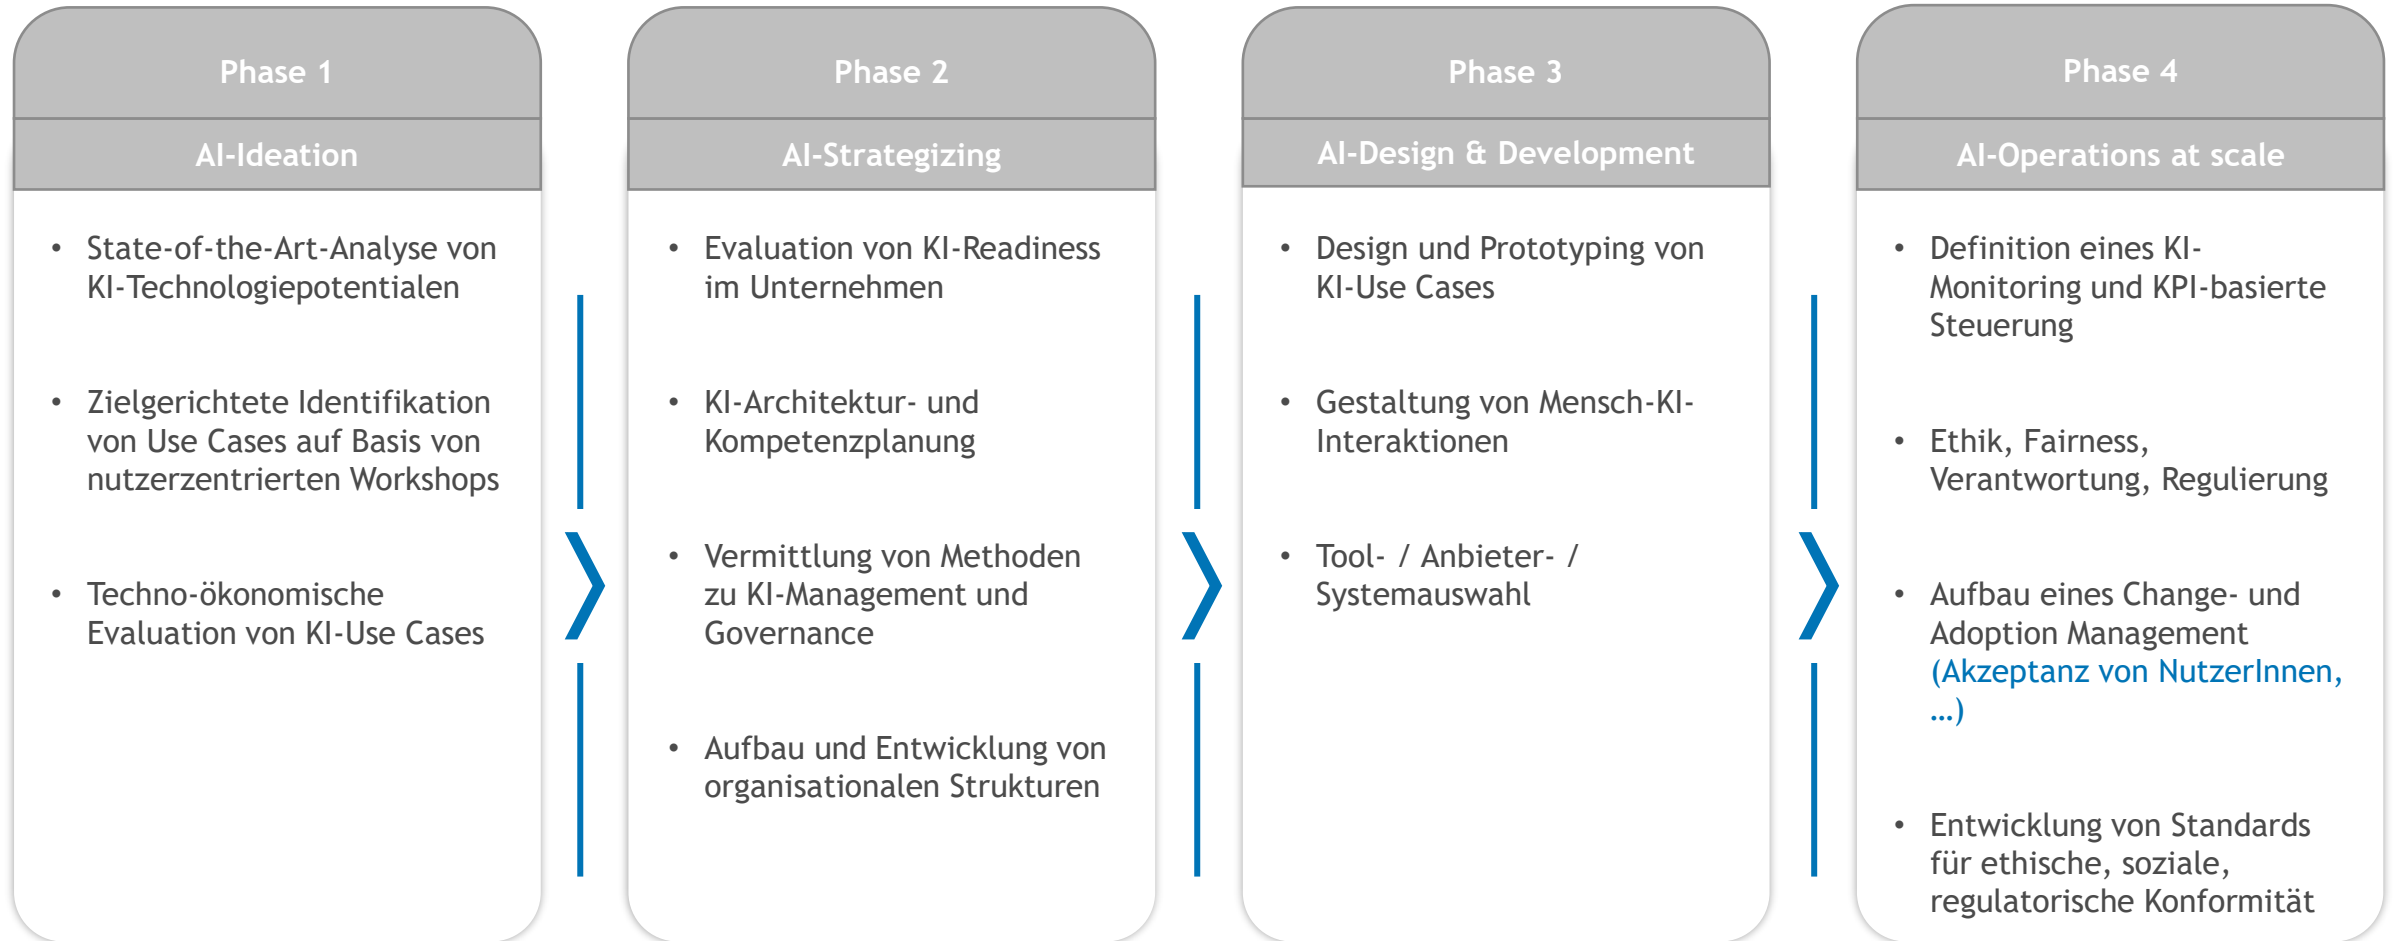 Phase 1
AI-Ideation
• State-of-the-Art-Analyse von
KI-Technologiepotentialen
• Zielgerichtete Identifikation
von Use Cases auf Basis von
nutzerzentrierten Workshops
• Techno-ökonomische
Evaluation von KI-Use Cases
Phase 2
AI-Strategizing
• Evaluation von KI-Readiness
im Unternehmen
• KI-Architektur- und
Kompetenzplanung
• Vermittlung von Methoden
zu KI-Management und
Governance
• Aufbau und Entwicklung von
organisationalen Strukturen
Phase 3
AI-Design & Development
• Design und Prototyping von
KI-Use Cases
• Gestaltung von Mensch-KI-
Interaktionen
• Tool- / Anbieter- /
Systemauswahl
Phase 4
AI-Operations at scale
• Definition eines KI-
Monitoring und KPI-basierte
Steuerung
• Ethik, Fairness,
Verantwortung, Regulierung
• Aufbau eines Change- und
Adoption Management
(Akzeptanz von NutzerInnen,
…)
• Entwicklung von Standards
für ethische, soziale,
regulatorische Konformität